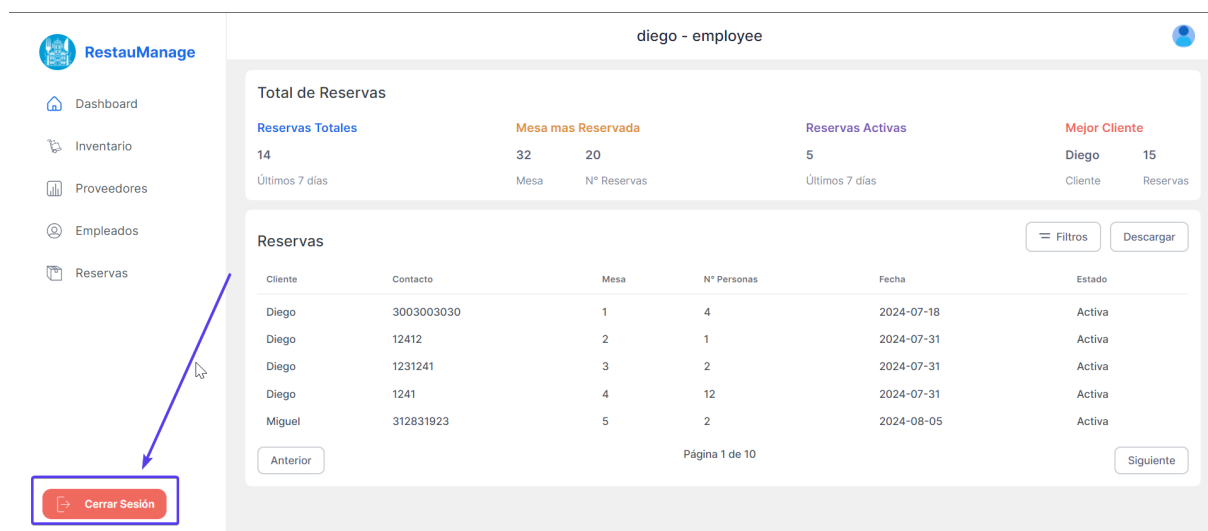 RestauManage
diego - employee
Dashboard
Inventario
Proveedores
Empleados
Reservas
Cerrar Sesión
Total de Reservas
Reservas Totales Mesa mas Reservada Reservas Activas Mejor Cliente
14 32 20 5 Diego 15
Últimos 7 días Mesa N° Reservas Últimos 7 días Cliente Reservas
Reservas Filtros Descargar
Cliente Contacto Mesa N° Personas Fecha Estado
Diego 3003003030 1 4 2024-07-18 Activa
Diego 12412 2 1 2024-07-31 Activa
Diego 1231241 3 2 2024-07-31 Activa
Diego 1241 4 12 2024-07-31 Activa
Miguel 312831923 5 2 2024-08-05 Activa
Anterior Página 1 de 10 Siguiente